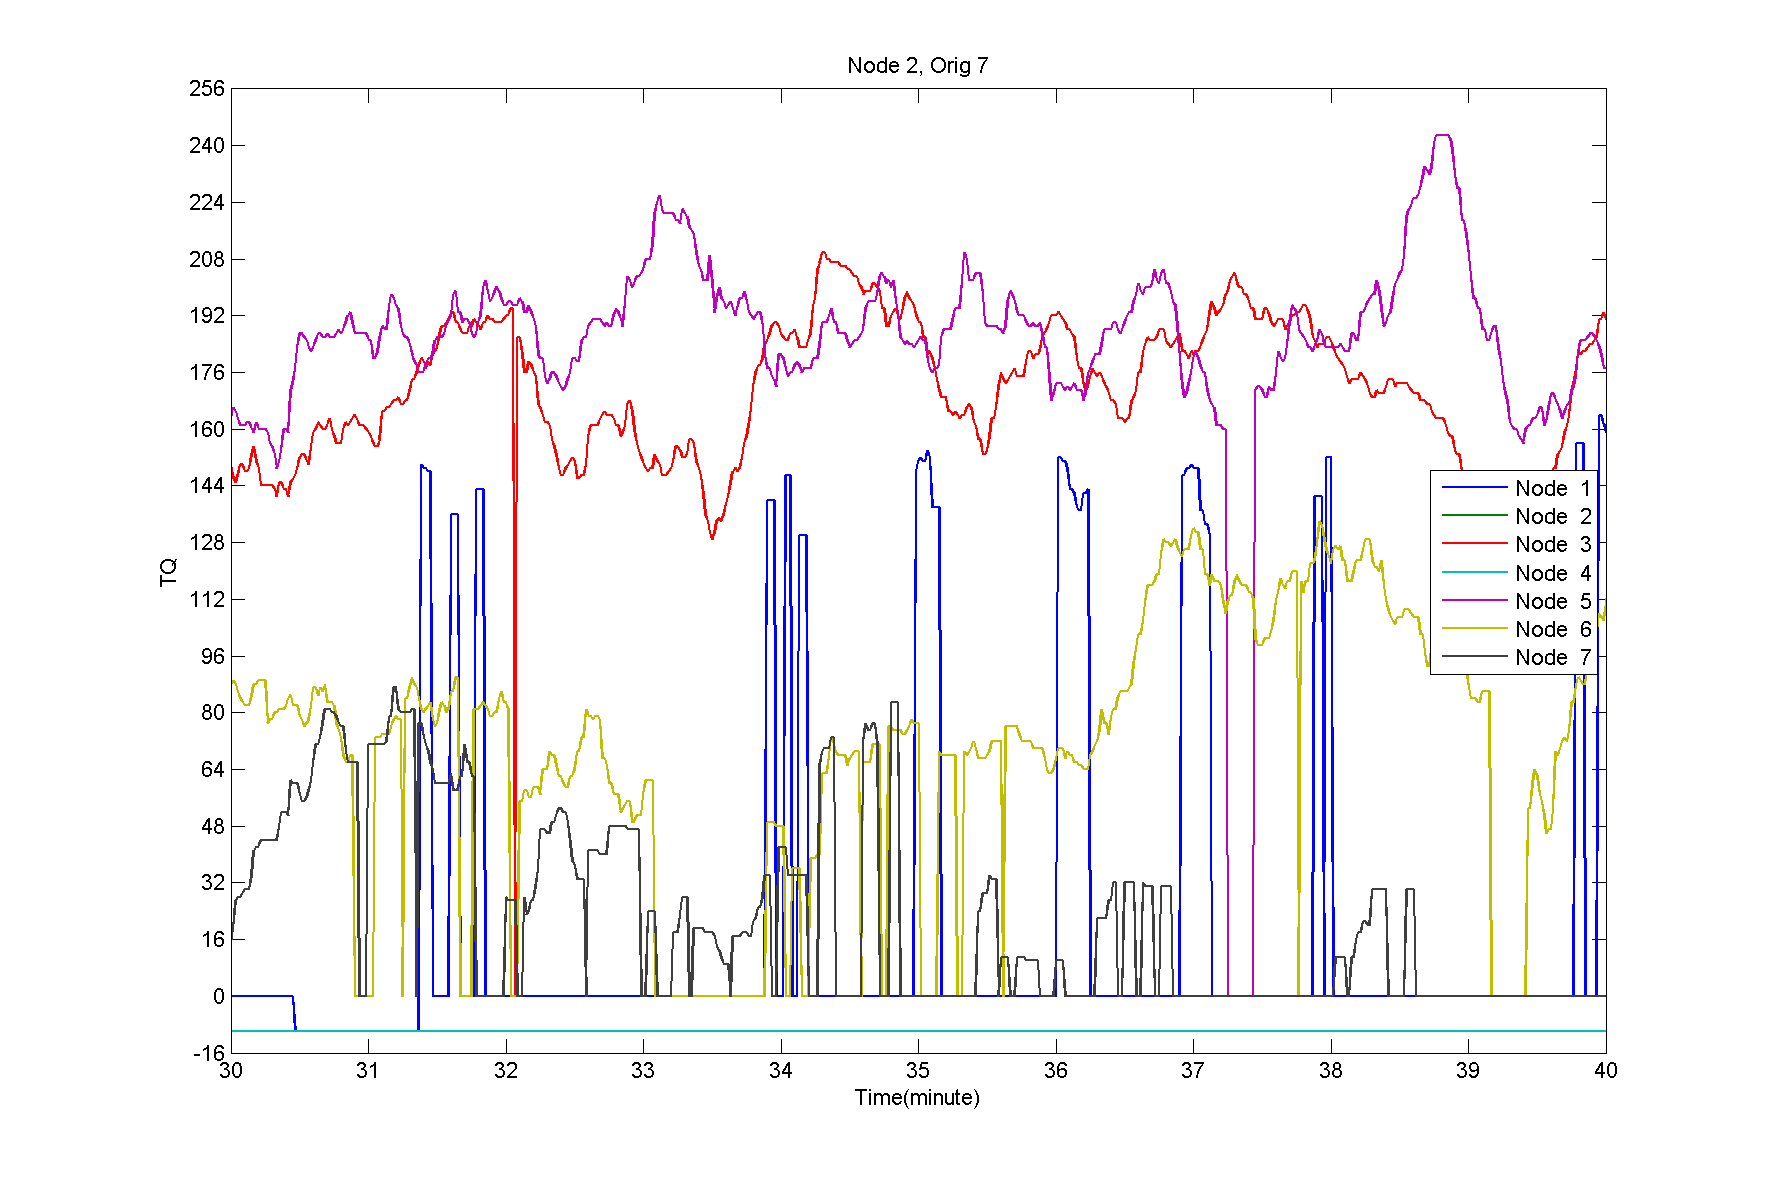 Node 2, Orig 7
256
240
224
208
192
176
160
144
128
112
96
80
64
48
32
16
0
-16
TQ
30 31 32 33 34 35 36 37 38 39 40
Time(minute)
Node 1
Node 2
Node 3
Node 4
Node 5
Node 6
Node 7